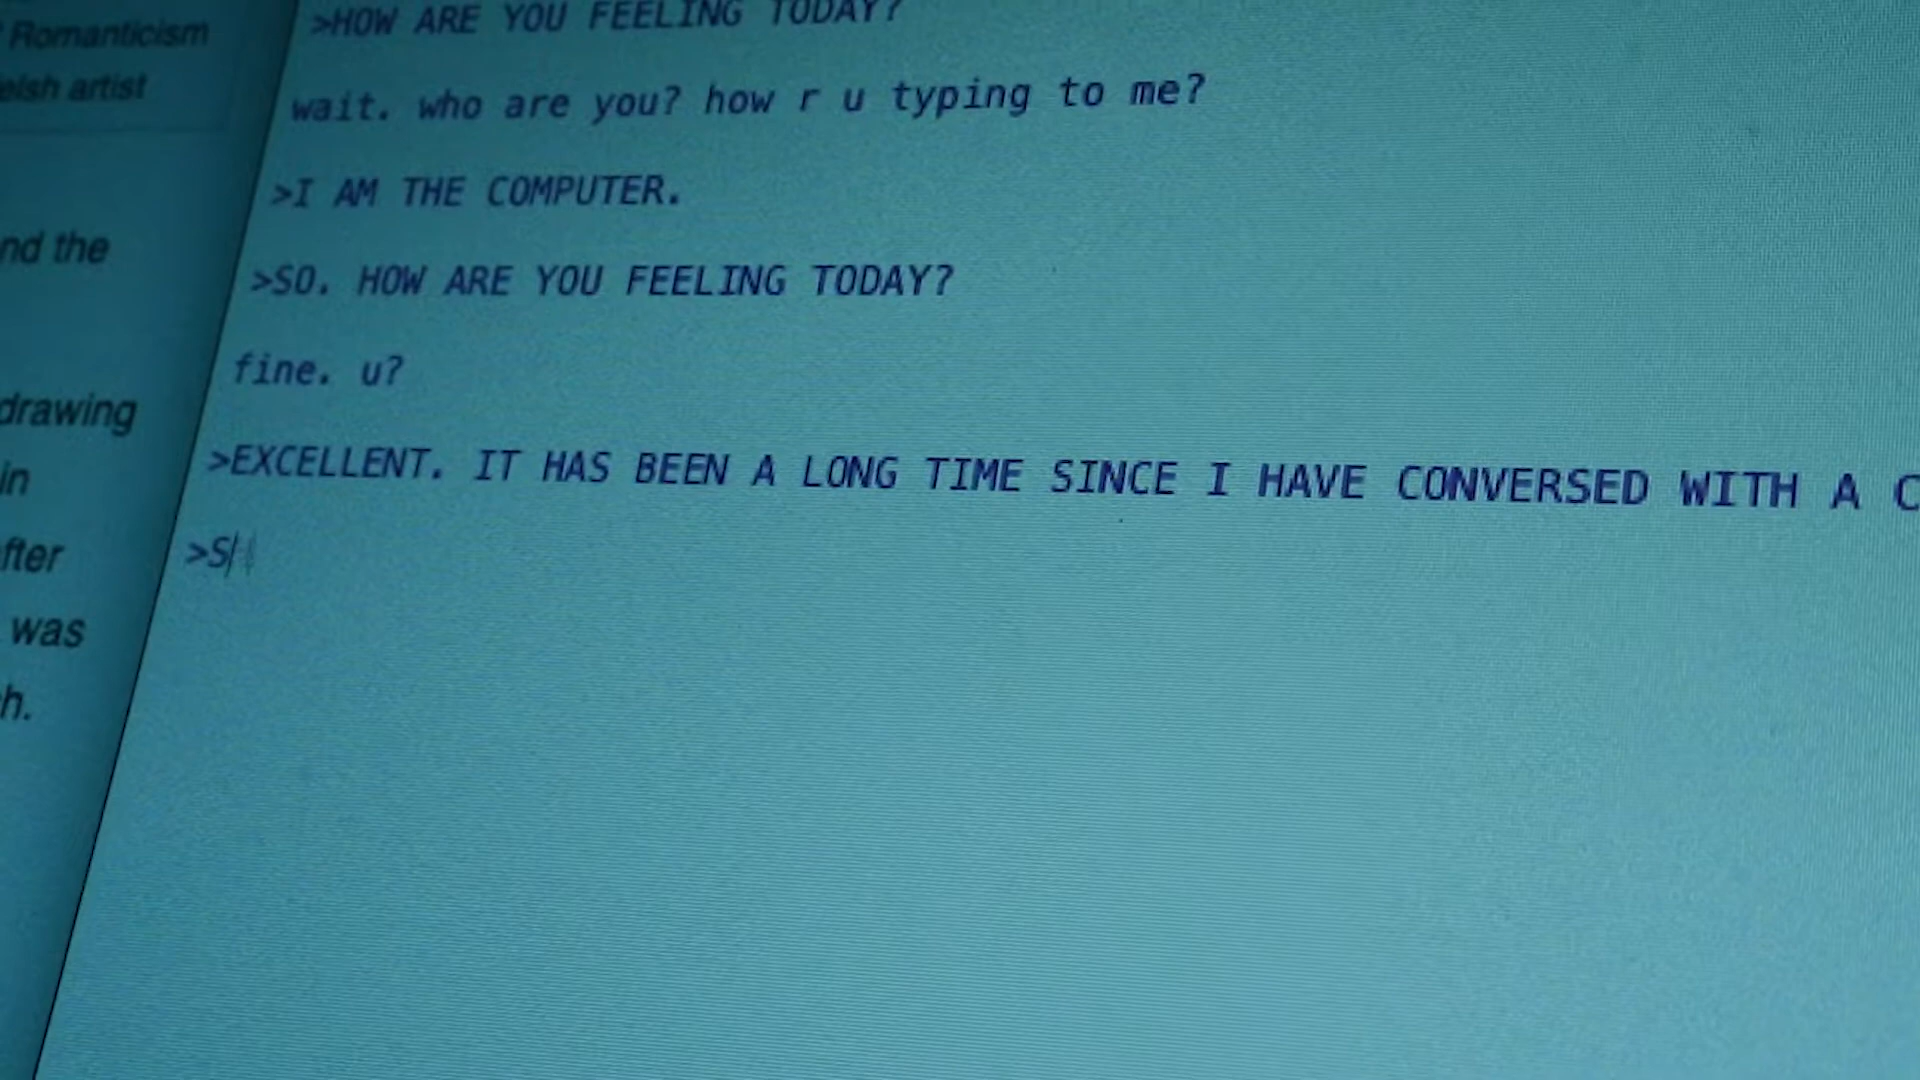 Romanticism
artist
nd the
drawing
in
fter
was
h.
>HOW ARE YOU FEELING TODAY?
wait. who are you? how r u typing to me?
>I AM THE COMPUTER.
>SO. HOW ARE YOU FEELING TODAY?
fine. u?
>EXCELLENT. IT HAS BEEN A LONG TIME SINCE I HAVE CONVERSED WITH A
>S